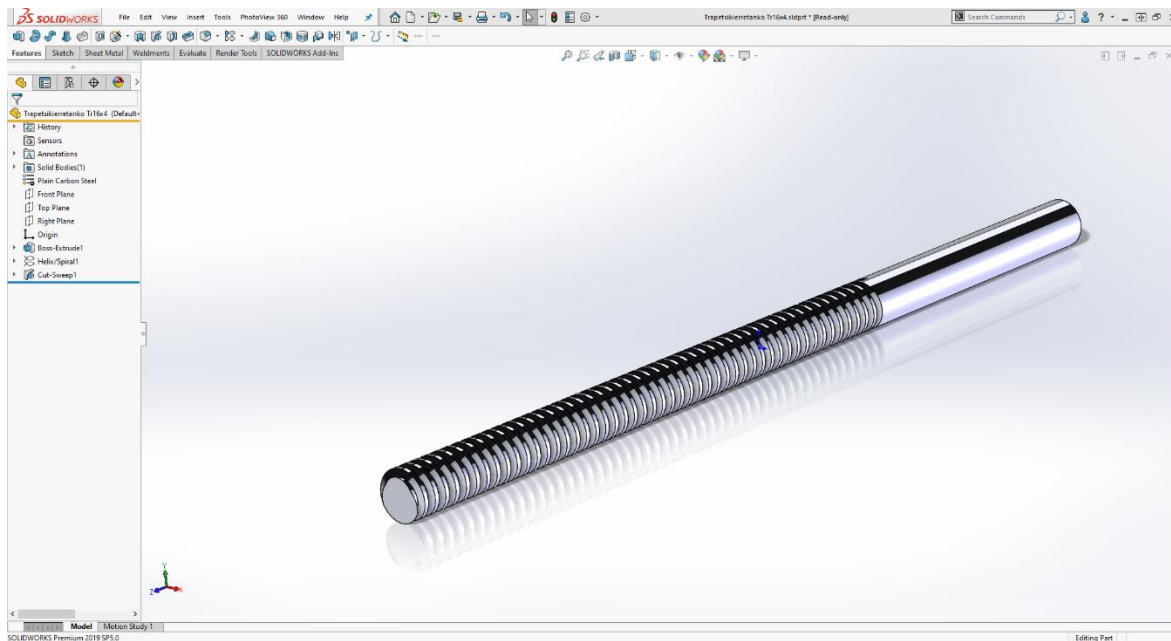 SOLIDWORKS File Edit View Insert Tools PhotoView 360 Window Help Trapetsikierretanko Tr16x4.sldprt * [Read-only] Search Commands
Features Sketch Sheet Metal Weldments Evaluate Render Tools SOLIDWORKS Add-Ins
Trapetsikierretanko Tr16x4 (Default<
History
Sensors
Annotations
Solid Bodies(1)
Plain Carbon Steel
Front Plane
Top Plane
Right Plane
Origin
Boss-Extrude1
Helix/Spiral1
Cut-Sweep1
Y
Z X
Model Motion Study 1
SOLIDWORKS Premium 2019 SP5.0 Editing Part